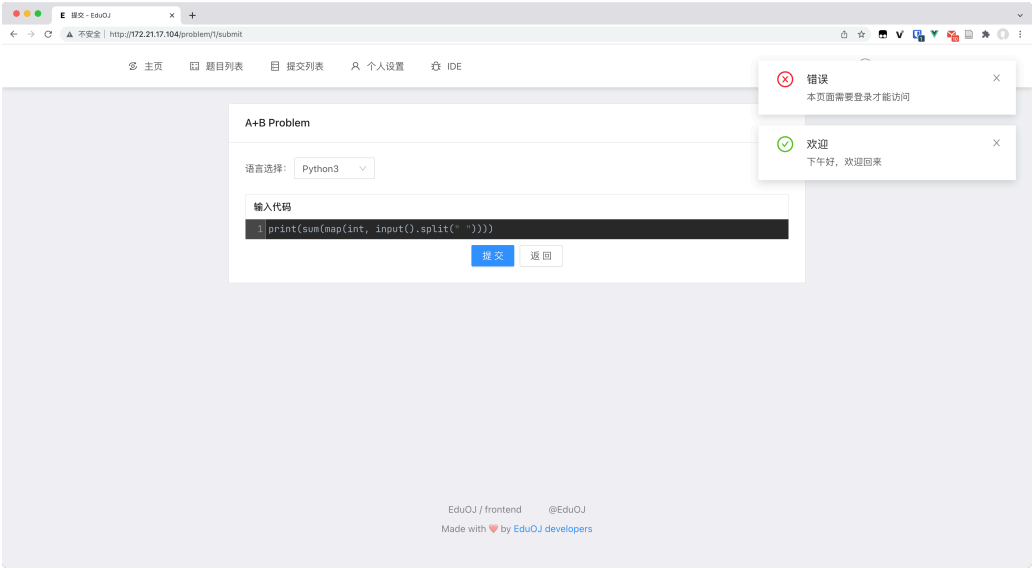 E 提交 - EduOJ
不安全 | http://172.21.17.104/problem/1/submit
主页 题目列表 提交列表 个人设置 IDE
错误
本页面需要登录才能访问
欢迎
下午好，欢迎回来
A+B Problem
语言选择： Python3
输入代码
1 print(sum(map(int, input().split(" "))))
提 交 返 回
EduOJ / frontend @EduOJ
Made with ❤ by EduOJ developers